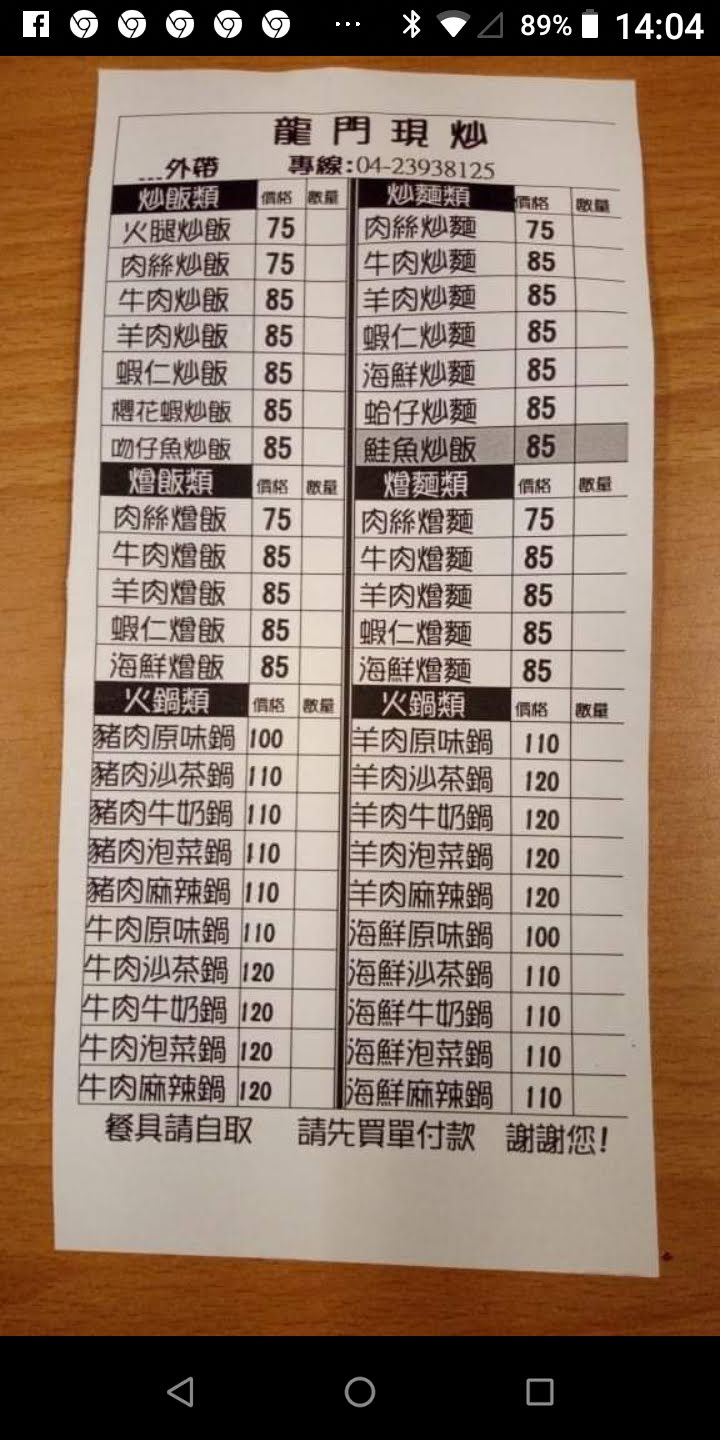 89% 14:04
龍門現炒
...外帶 專線:04-23938125
炒飯類 價格 數量 炒麵類 價格 數量
火腿炒飯 75 肉絲炒麵 75
肉絲炒飯 75 牛肉炒麵 85
牛肉炒飯 85 羊肉炒麵 85
羊肉炒飯 85 蝦仁炒麵 85
蝦仁炒飯 85 海鮮炒麵 85
櫻花蝦炒飯 85 蛤仔炒麵 85
吻仔魚炒飯 85 鮭魚炒飯 85
燴飯類 價格 數量 燴麵類 價格 數量
肉絲燴飯 75 肉絲燴麵 75
牛肉燴飯 85 牛肉燴麵 85
羊肉燴飯 85 羊肉燴麵 85
蝦仁燴飯 85 蝦仁燴麵 85
海鮮燴飯 85 海鮮燴麵 85
火鍋類 價格 數量 火鍋類 價格 數量
豬肉原味鍋 100 羊肉原味鍋 110
豬肉沙茶鍋 110 羊肉沙茶鍋 120
豬肉牛奶鍋 110 羊肉牛奶鍋 120
豬肉泡菜鍋 110 羊肉泡菜鍋 120
豬肉麻辣鍋 110 羊肉麻辣鍋 120
牛肉原味鍋 110 海鮮原味鍋 100
牛肉沙茶鍋 120 海鮮沙茶鍋 110
牛肉牛奶鍋 120 海鮮牛奶鍋 110
牛肉泡菜鍋 120 海鮮泡菜鍋 110
牛肉麻辣鍋 120 海鮮麻辣鍋 110
餐具請自取 請先買單付款 謝謝您!